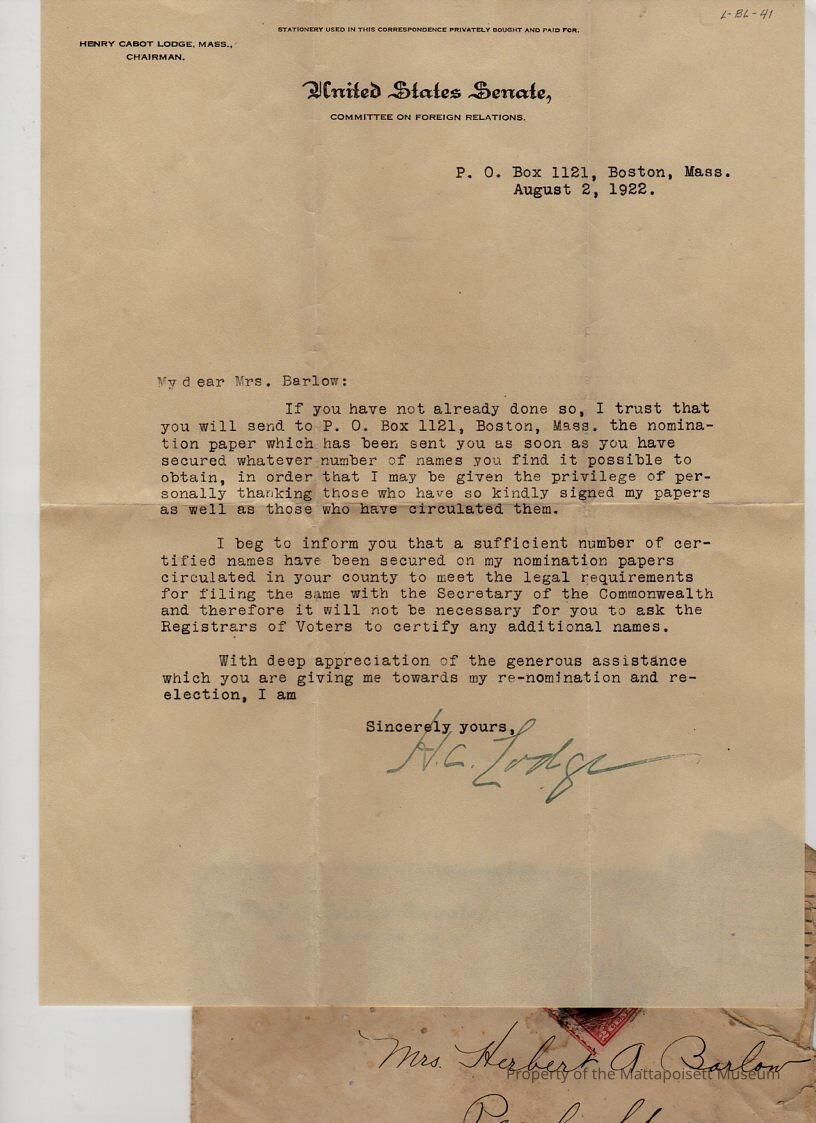 L-BL-41
STATIONERY USED IN THIS CORRESPONDENCE PRIVATELY BOUGHT AND PAID FOR.
HENRY CABOT LODGE, MASS.,
CHAIRMAN.
United States Senate,
COMMITTEE ON FOREIGN RELATIONS.
P. O. Box 1121, Boston, Mass.
August 2, 1922.
My dear Mrs. Barlow:
If you have not already done so, I trust that
you will send to P. O. Box 1121, Boston, Mass. the nomina-
tion paper which has been sent you as soon as you have
secured whatever number of names you find it possible to
obtain, in order that I may be given the privilege of per-
sonally thanking those who have so kindly signed my papers
as well as those who have circulated them.
I beg to inform you that a sufficient number of cer-
tified names have been secured on my nomination papers
circulated in your county to meet the legal requirements
for filing the same with the Secretary of the Commonwealth
and therefore it will not be necessary for you to ask the
Registrars of Voters to certify any additional names.
With deep appreciation of the generous assistance
which you are giving me towards my re-nomination and re-
election, I am
Sincerely yours,
H. C. Lodge
Mrs. Herbert A. Barlow
Property of the Mattapoisett Museum